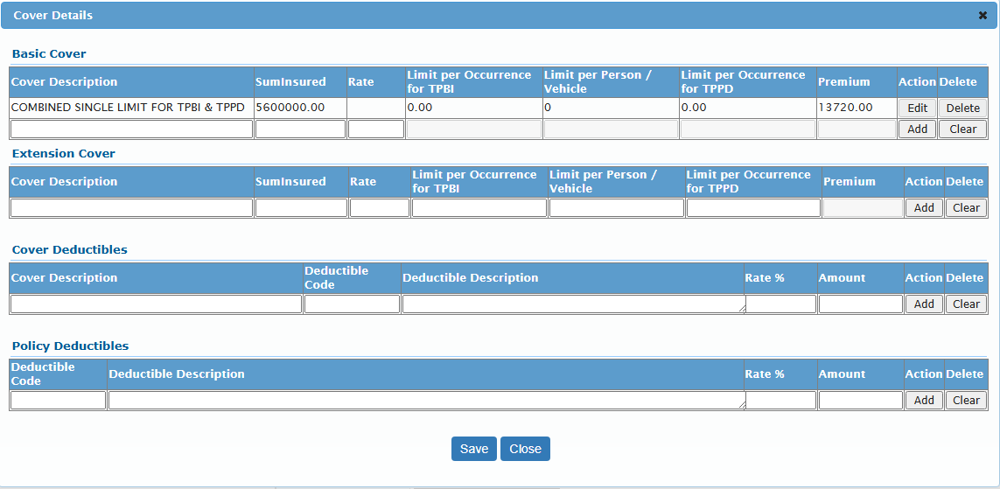 Cover Details ✖
Basic Cover
Cover Description SumInsured Rate Limit per Occurrence for TPBI Limit per Person / Vehicle Limit per Occurrence for TPPD Premium Action Delete
COMBINED SINGLE LIMIT FOR TPBI & TPPD 5600000.00 0.00 0 0.00 13720.00 Edit Delete
Add Clear
Extension Cover
Cover Description SumInsured Rate Limit per Occurrence for TPBI Limit per Person / Vehicle Limit per Occurrence for TPPD Premium Action Delete
Add Clear
Cover Deductibles
Cover Description Deductible Code Deductible Description Rate % Amount Action Delete
Add Clear
Policy Deductibles
Deductible Code Deductible Description Rate % Amount Action Delete
Add Clear
Save Close